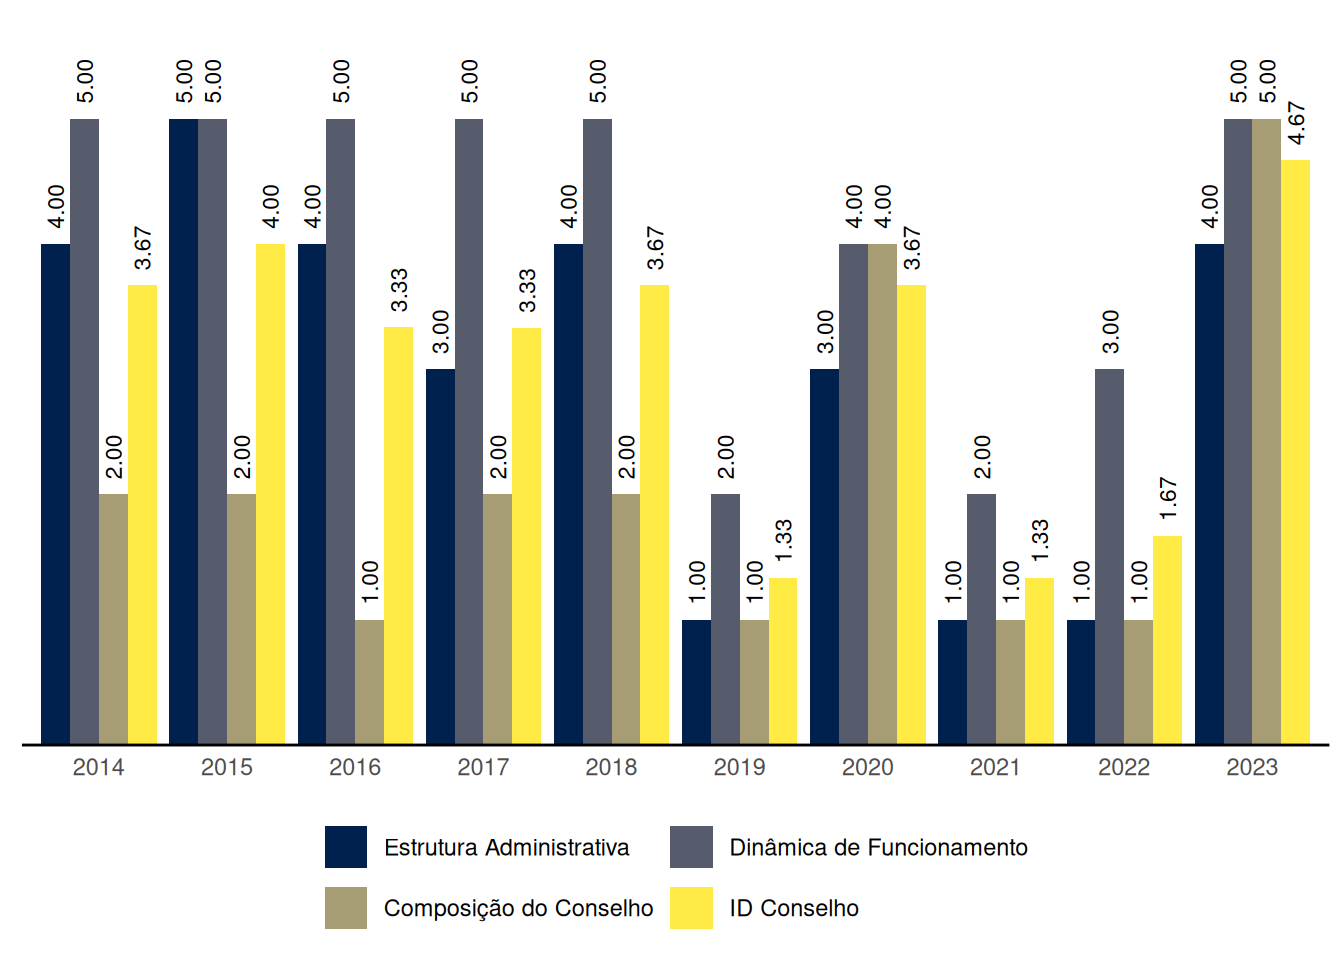 4.00 5.00 2.00 3.67
5.00 5.00 2.00 4.00
4.00 5.00 1.00 3.33
3.00 5.00 2.00 3.33
4.00 5.00 2.00 3.67
1.00 2.00 1.00 1.33
3.00 4.00 4.00 3.67
1.00 2.00 1.00 1.33
1.00 3.00 1.00 1.67
4.00 5.00 5.00 4.67
2014 2015 2016 2017 2018 2019 2020 2021 2022 2023
Estrutura Administrativa Dinâmica de Funcionamento
Composição do Conselho ID Conselho